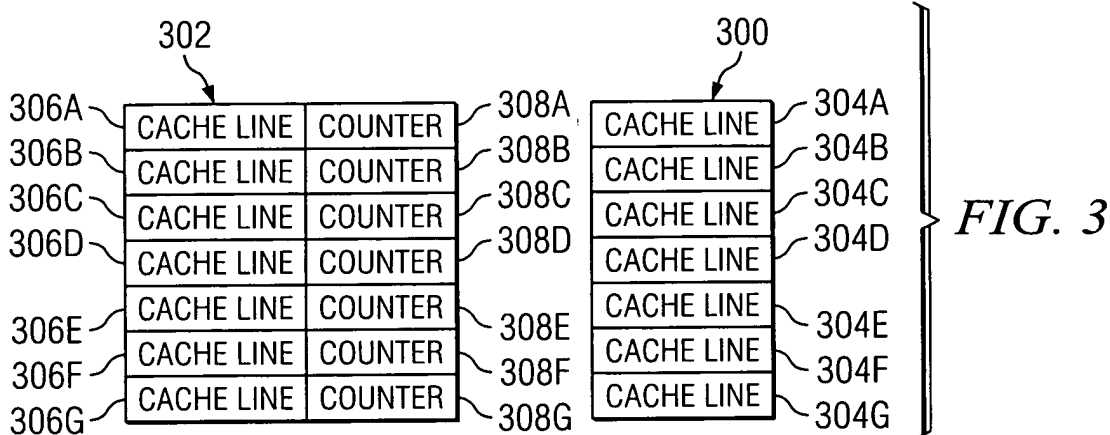 302 300
306A CACHE LINE COUNTER 308A CACHE LINE 304A
306B CACHE LINE COUNTER 308B CACHE LINE 304B
306C CACHE LINE COUNTER 308C CACHE LINE 304C
306D CACHE LINE COUNTER 308D CACHE LINE 304D
306E CACHE LINE COUNTER 308E CACHE LINE 304E
306F CACHE LINE COUNTER 308F CACHE LINE 304F
306G CACHE LINE COUNTER 308G CACHE LINE 304G
FIG. 3